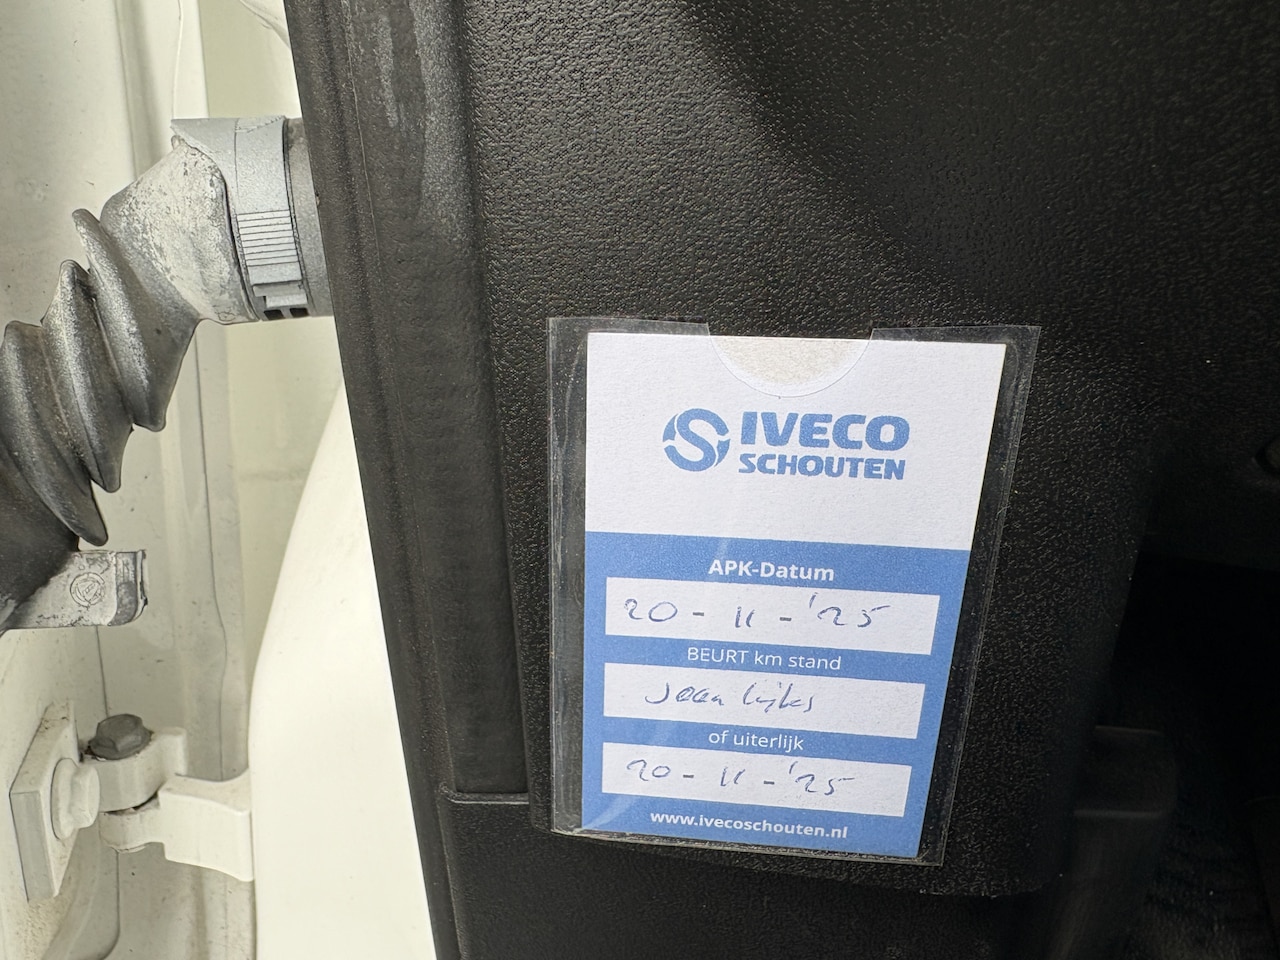 IVECO
SCHOUTEN
APK-Datum
20 - 11 - '25
BEURT km stand
Jaarlijks
of uiterlijk
20 - 11 - '25
www.ivecoschouten.nl